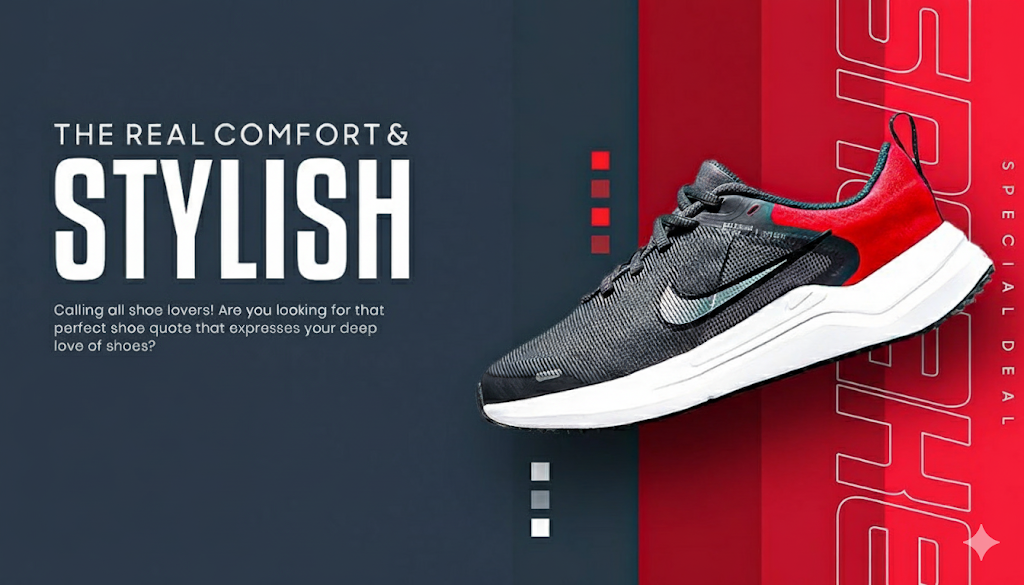 THE REAL COMFORT &
STYLISH
Calling all shoe lovers! Are you looking for that
perfect shoe quote that expresses your deep
love of shoes?
SPECIAL DEAL